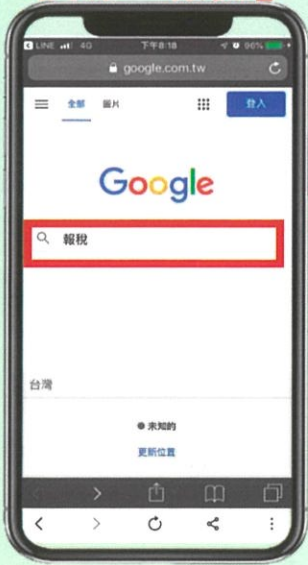 LINE 4G 下午8:18 96%
google.com.tw
全部 圖片 登入
Google
報稅
台灣
未知的
更新位置